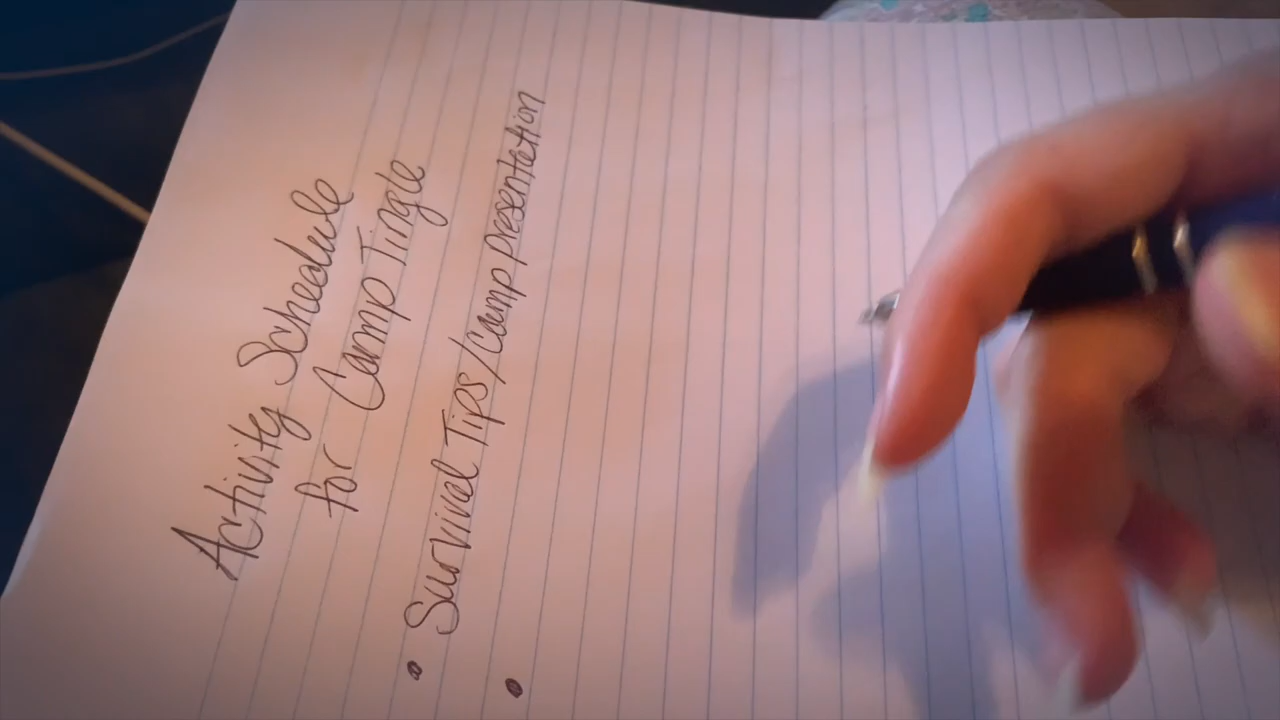 Activity Schedule
for Camp Tingle
• Survival Tips/Camp Presentation
•